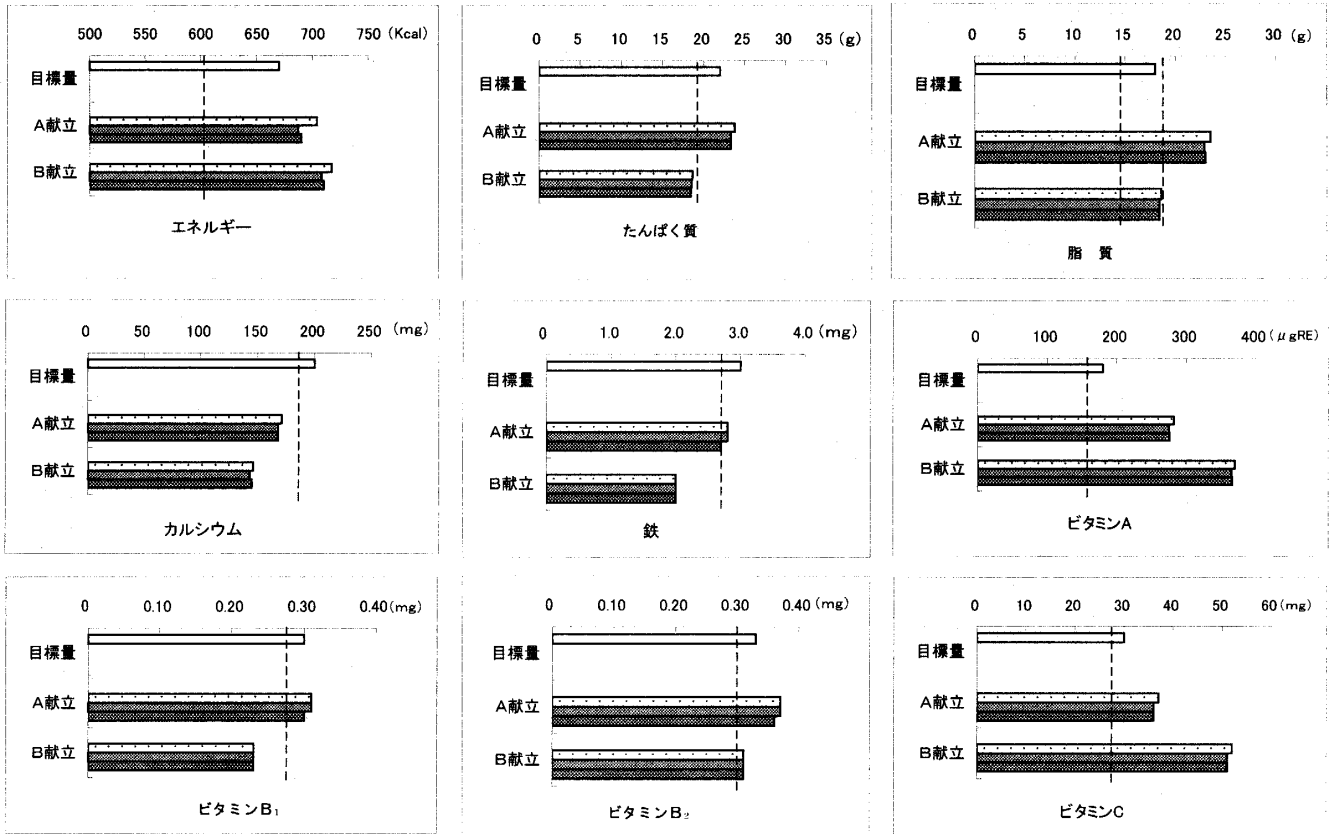 500 550 600 650 700 750 (Kcal)
目標量
A献立
B献立
エネルギー
0 5 10 15 20 25 30 35 (g)
目標量
A献立
B献立
たんぱく質
0 5 10 15 20 25 30 (g)
目標量
A献立
B献立
脂 質
0 50 100 150 200 250 (mg)
目標量
A献立
B献立
カルシウム
0 1.0 2.0 3.0 4.0 (mg)
目標量
A献立
B献立
鉄
0 100 200 300 400 (μgRE)
目標量
A献立
B献立
ビタミンA
0 0.10 0.20 0.30 0.40 (mg)
目標量
A献立
B献立
ビタミンB₁
0 0.10 0.20 0.30 0.40 (mg)
目標量
A献立
B献立
ビタミンB₂
0 10 20 30 40 50 60 (mg)
目標量
A献立
B献立
ビタミンC